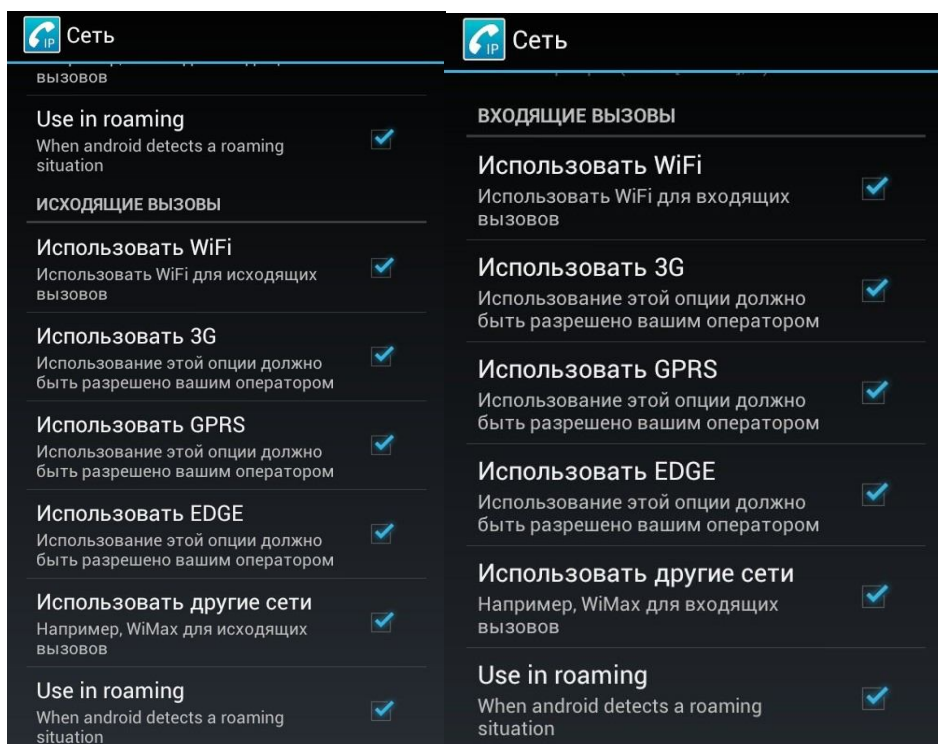 IP Сеть
вызовов
Use in roaming
When android detects a roaming
situation
ИСХОДЯЩИЕ ВЫЗОВЫ
Использовать WiFi
Использовать WiFi для исходящих
вызовов
Использовать 3G
Использование этой опции должно
быть разрешено вашим оператором
Использовать GPRS
Использование этой опции должно
быть разрешено вашим оператором
Использовать EDGE
Использование этой опции должно
быть разрешено вашим оператором
Использовать другие сети
Например, WiMax для исходящих
вызовов
Use in roaming
When android detects a roaming
situation
IP Сеть
ВХОДЯЩИЕ ВЫЗОВЫ
Использовать WiFi
Использовать WiFi для входящих
вызовов
Использовать 3G
Использование этой опции должно
быть разрешено вашим оператором
Использовать GPRS
Использование этой опции должно
быть разрешено вашим оператором
Использовать EDGE
Использование этой опции должно
быть разрешено вашим оператором
Использовать другие сети
Например, WiMax для входящих
вызовов
Use in roaming
When android detects a roaming
situation